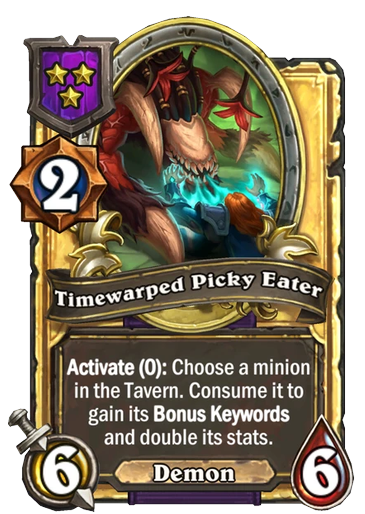 2
Timewarped Picky Eater
Activate (0): Choose a minion
in the Tavern. Consume it to
gain its Bonus Keywords
and double its stats.
6
Demon
6